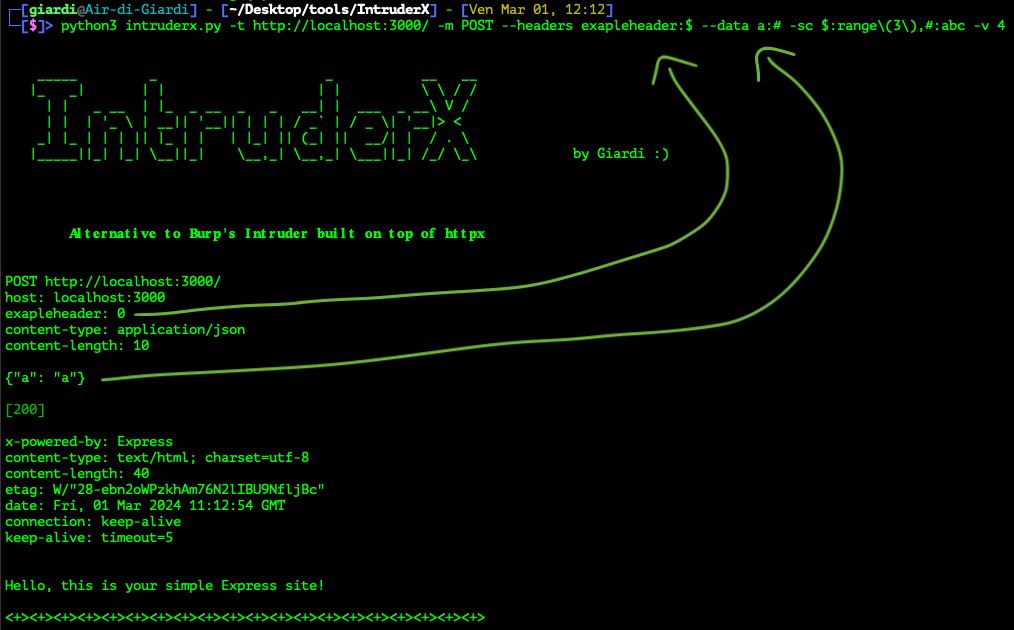 [giardi@Air-di-Giardi] - [~/Desktop/tools/IntruderX] - [Ven Mar 01, 12:12]
[$]> python3 intruderx.py -t http://localhost:3000/ -m POST --headers exapleheader:$ --data a:# -sc $:range\(3\),#:abc -v 4
IntruderX
by Giardi :)
Alternative to Burp's Intruder built on top of httpx
POST http://localhost:3000/
host: localhost:3000
exapleheader: 0
content-type: application/json
content-length: 10
{"a": "a"}
[200]
x-powered-by: Express
content-type: text/html; charset=utf-8
content-length: 40
etag: W/"28-ebn2oWPzkhAm76N2lIBU9NfljBc"
date: Fri, 01 Mar 2024 11:12:54 GMT
connection: keep-alive
keep-alive: timeout=5
Hello, this is your simple Express site!
<+><+><+><+><+><+><+><+><+><+><+><+><+><+><+><+><+><+><+><+>